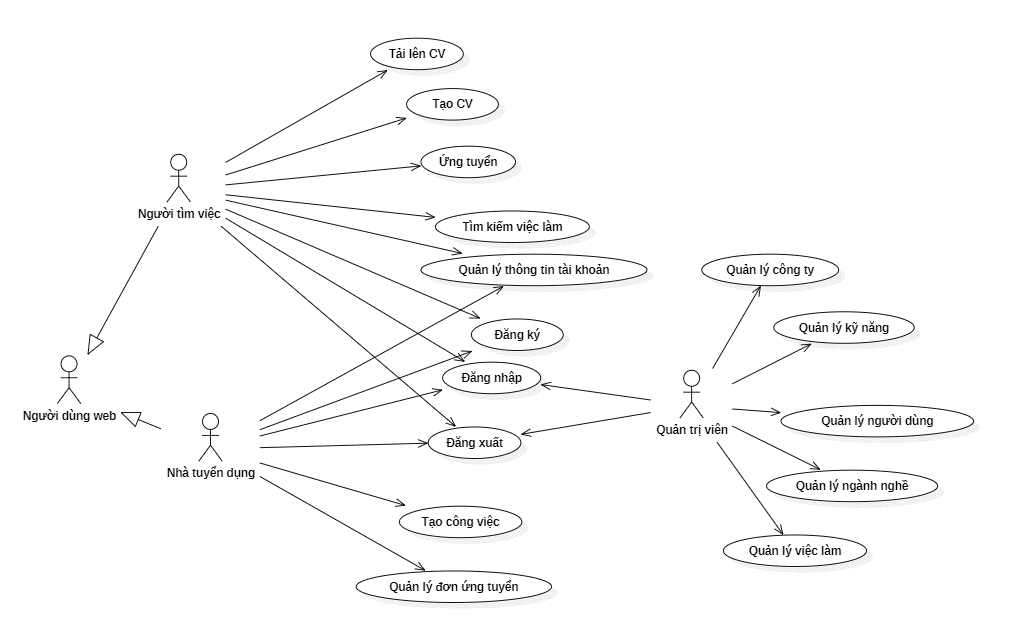 Tải lên CV
Tạo CV
Ứng tuyển
Người tìm việc
Tìm kiếm việc làm
Quản lý thông tin tài khoản
Quản lý công ty
Quản lý kỹ năng
Đăng ký
Đăng nhập
Người dùng web
Quản lý người dùng
Quản trị viên
Đăng xuất
Nhà tuyển dụng
Quản lý ngành nghề
Tạo công việc
Quản lý việc làm
Quản lý đơn ứng tuyển